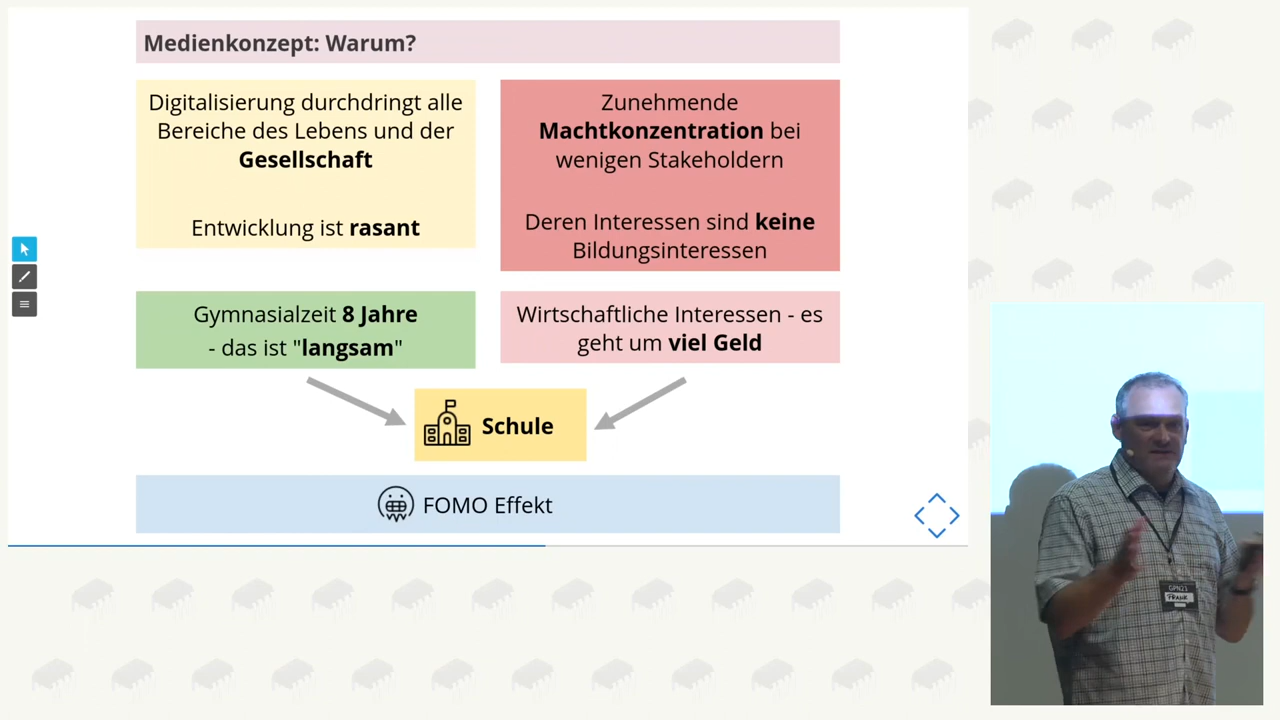 Medienkonzept: Warum?
Digitalisierung durchdringt alle
Bereiche des Lebens und der
Gesellschaft
Entwicklung ist rasant
Zunehmende
Machtkonzentration bei
wenigen Stakeholdern
Deren Interessen sind keine
Bildungsinteressen
Gymnasialzeit 8 Jahre
- das ist "langsam"
Wirtschaftliche Interessen - es
geht um viel Geld
Schule
FOMO Effekt
GPN23
FRANK